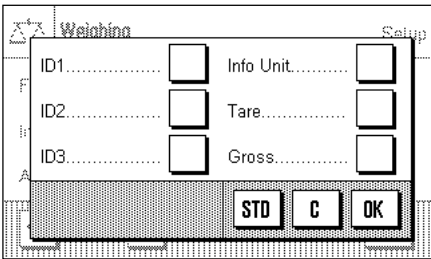 Weighing Setup
ID1.................. Info Unit...........
ID2.................. Tare..................
ID3.................. Gross...............
STD C OK